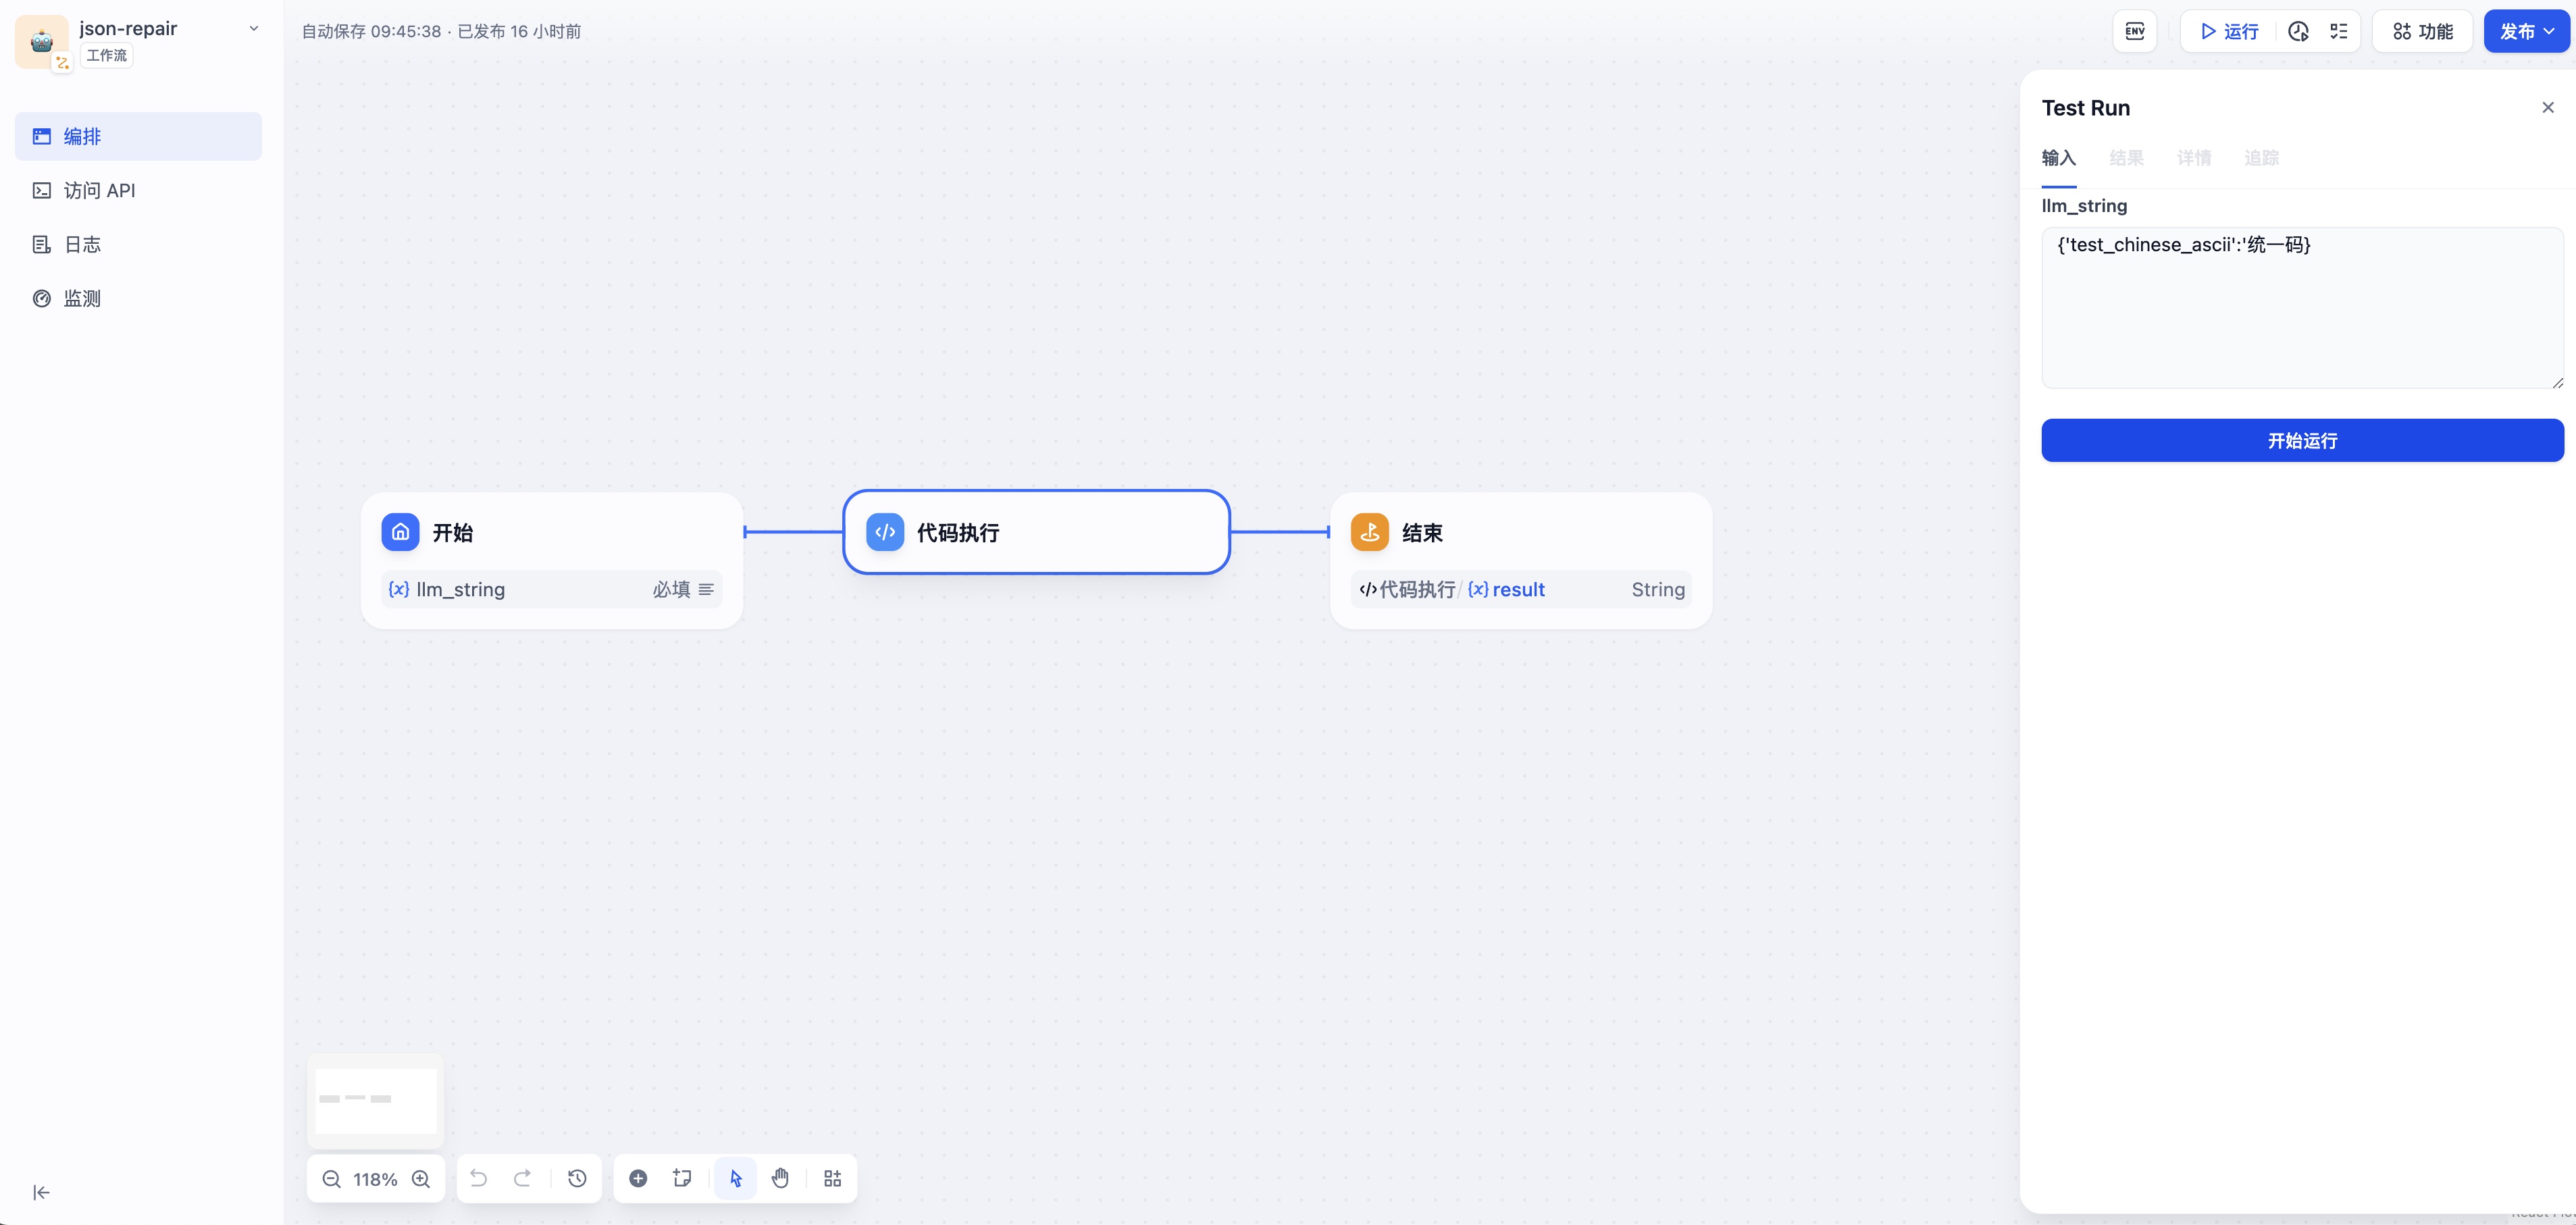 json-repair
工作流
编排
访问 API
日志
监测
自动保存 09:45:38 · 已发布 16 小时前
ENV
运行
功能
发布
Test Run
输入 结果 详情 追踪
llm_string
{'test_chinese_ascii':'统一码}
开始运行
开始
{x} llm_string 必填
代码执行
结束
代码执行/{x} result String
118%